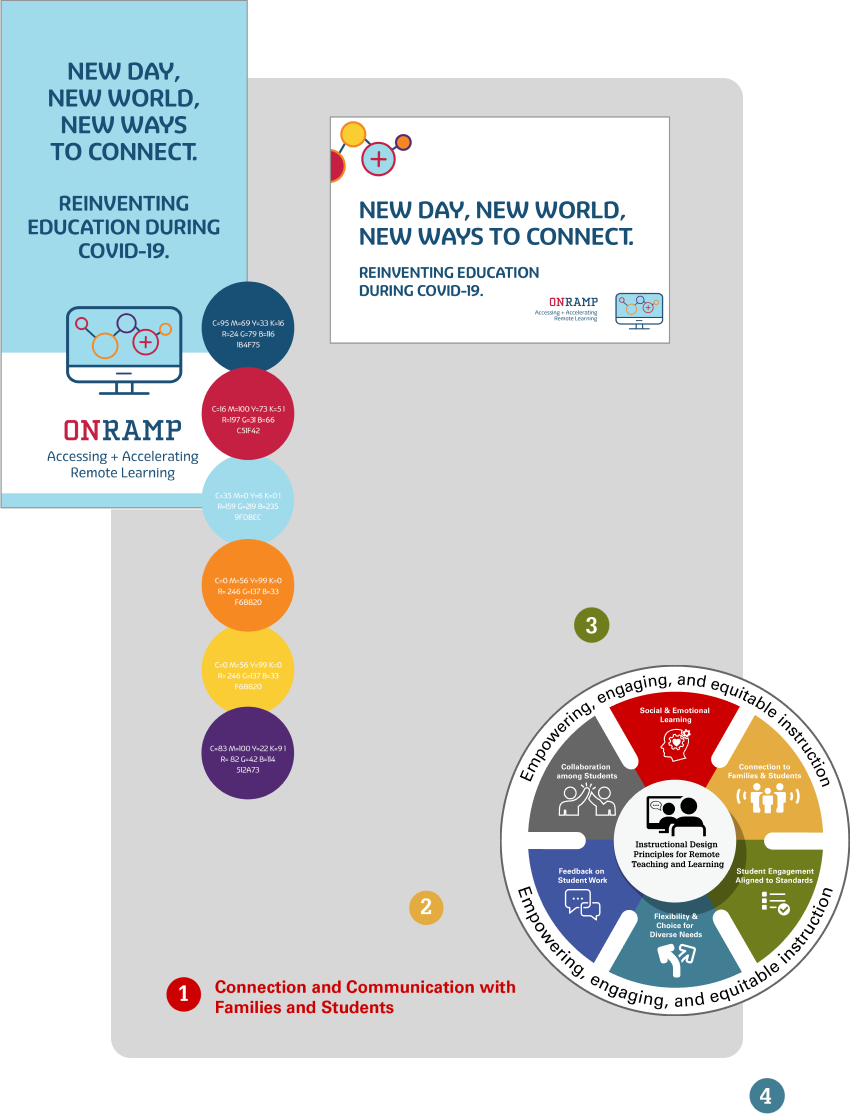 NEW DAY,
NEW WORLD,
NEW WAYS
TO CONNECT.
REINVENTING
EDUCATION DURING
COVID-19.
ONRAMP
Accessing + Accelerating
Remote Learning
NEW DAY, NEW WORLD,
NEW WAYS TO CONNECT.
REINVENTING EDUCATION
DURING COVID-19.
ONRAMP
Accessing + Accelerating
Remote Learning
C=95 M=69 Y=33 K=16
R=24 G=79 B=116
1B4F75
C=16 M=100 Y=73 K=5 1
R=197 G=31 B=66
C51F42
C=35 M=0 Y=6 K=0 1
R=159 G=219 B=235
9FDBEC
C=0 M=56 Y=99 K=0
R= 246 G=137 B=33
F68B20
C=0 M=56 Y=99 K=0
R= 246 G=137 B=33
F68B20
C=83 M=100 Y=22 K=9 1
R= 82 G=42 B=114
512A73
3
Empowering, engaging, and equitable instruction
Social & Emotional
Learning
Connection to
Families & Students
Collaboration
among Students
Instructional Design
Principles for Remote
Teaching and Learning
Feedback on
Student Work
Student Engagement
Aligned to Standards
Flexibility &
Choice for
Diverse Needs
Empowering, engaging, and equitable instruction
2
1
Connection and Communication with
Families and Students
4